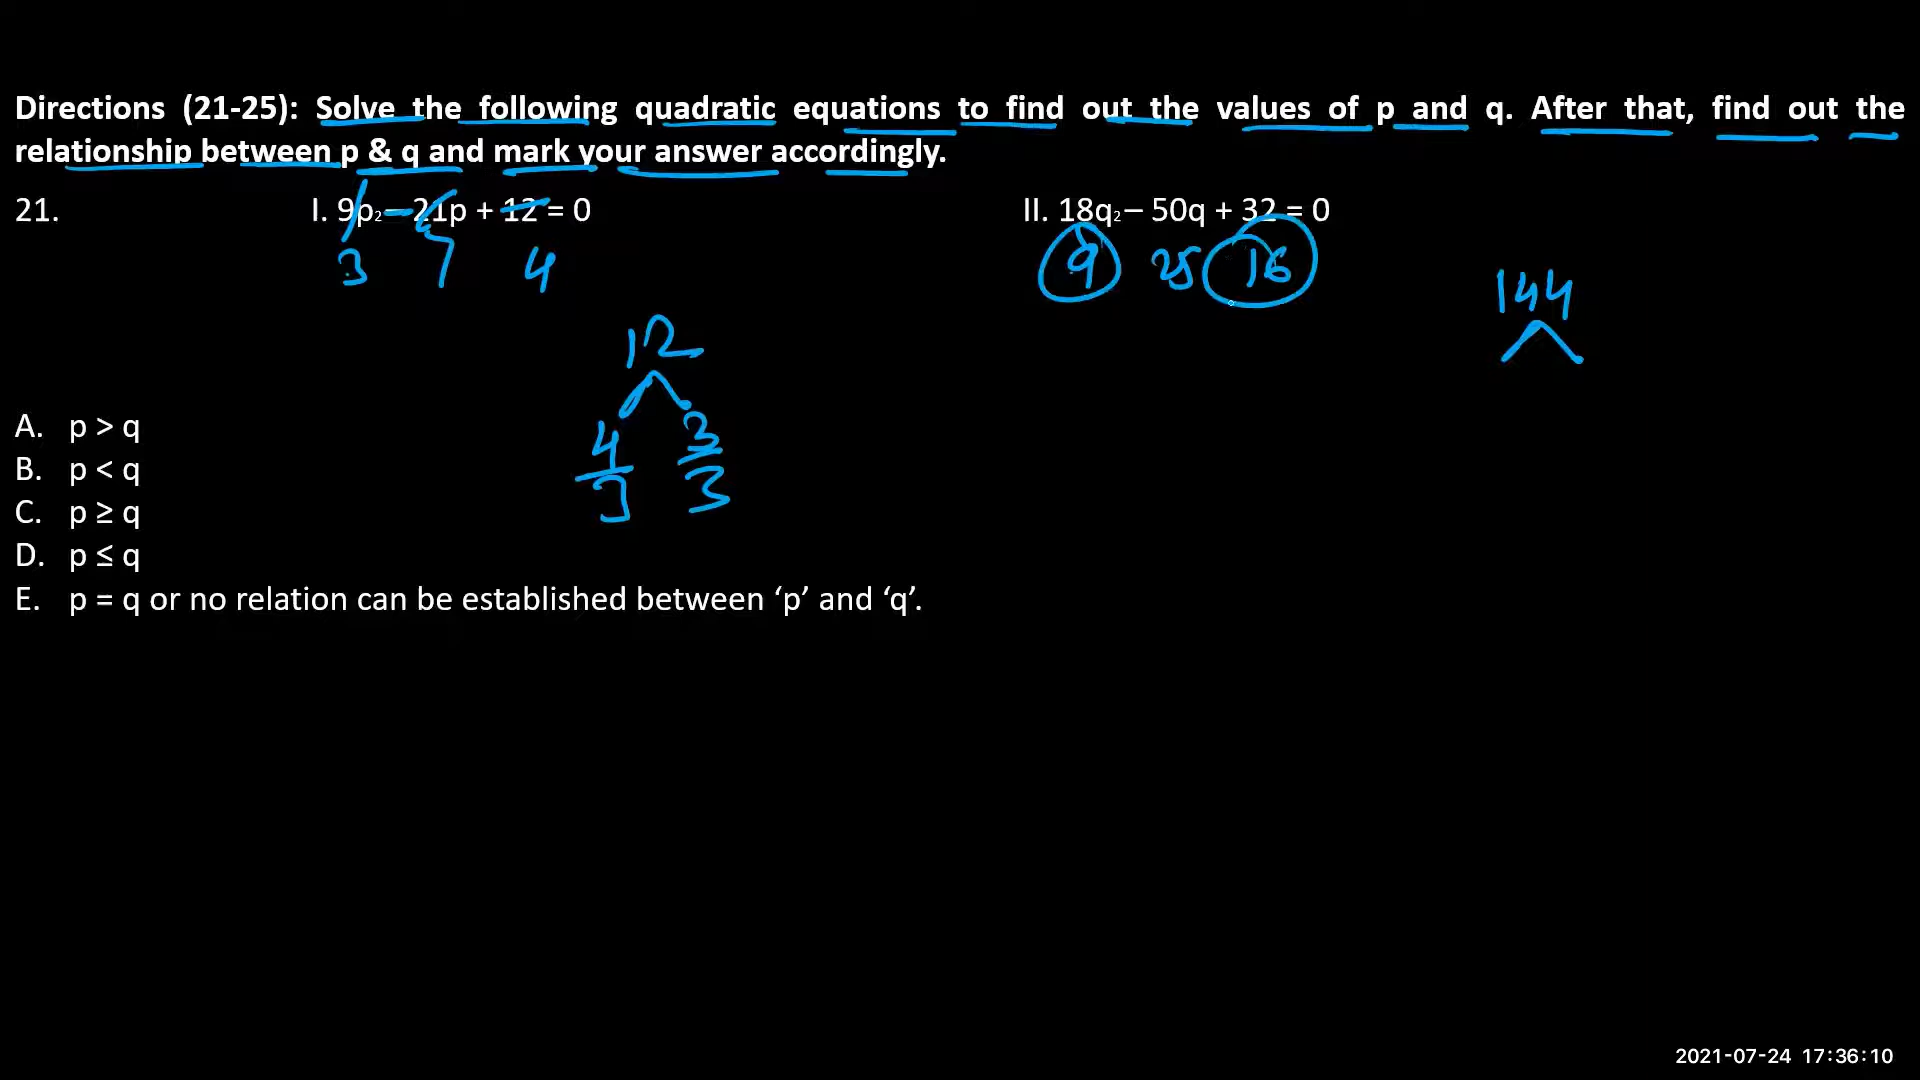 Directions (21-25): Solve the following quadratic equations to find out the values of p and q. After that, find out the
relationship between p & q and mark your answer accordingly.
21. I. 9p2 – 21p + 12 = 0 II. 18q2 – 50q + 32 = 0
3 7 4 9 25 16
144
12
4 3
3 3
A. p > q
B. p < q
C. p ≥ q
D. p ≤ q
E. p = q or no relation can be established between ‘p’ and ‘q’.
2021-07-24 17:36:10